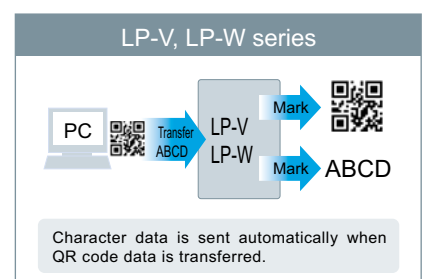 LP-V, LP-W series
Mark
PC
Transfer
ABCD
LP-V
LP-W
Mark
ABCD
Character data is sent automatically when
QR code data is transferred.